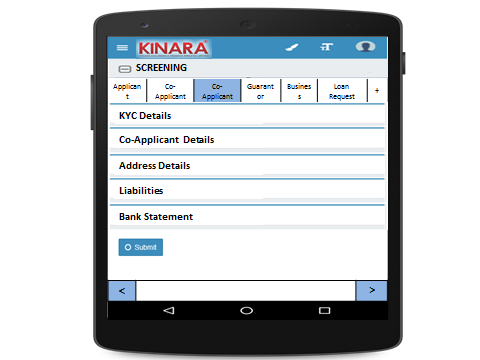 KINARA
SCREENING
Applican
t
Co-
Applicant
Co-
Applicant
Guarant
or
Busines
s
Loan
Request
+
KYC Details
Co-Applicant Details
Address Details
Liabilities
Bank Statement
Submit
< >